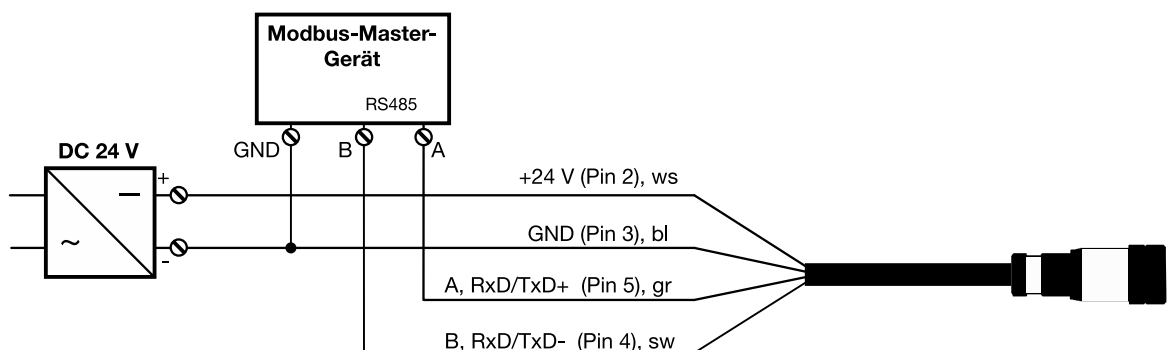 Modbus-Master-
Gerät
RS485
GND B A
DC 24 V
+
-
+24 V (Pin 2), ws
GND (Pin 3), bl
A, RxD/TxD+ (Pin 5), gr
B, RxD/TxD- (Pin 4), sw